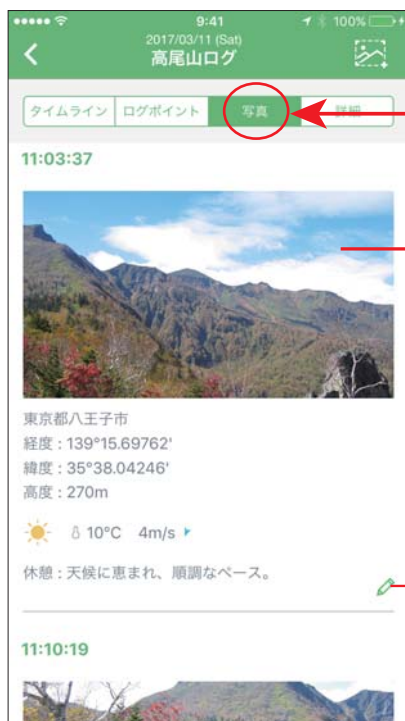 9:41
100%
2017/03/11 (Sat)
高尾山ログ
タイムライン ログポイント 写真 詳細
11:03:37
東京都八王子市
経度 : 139°15.69762'
緯度 : 35°38.04246'
高度 : 270m
10°C 4m/s
休憩 : 天候に恵まれ、順調なペース。
11:10:19